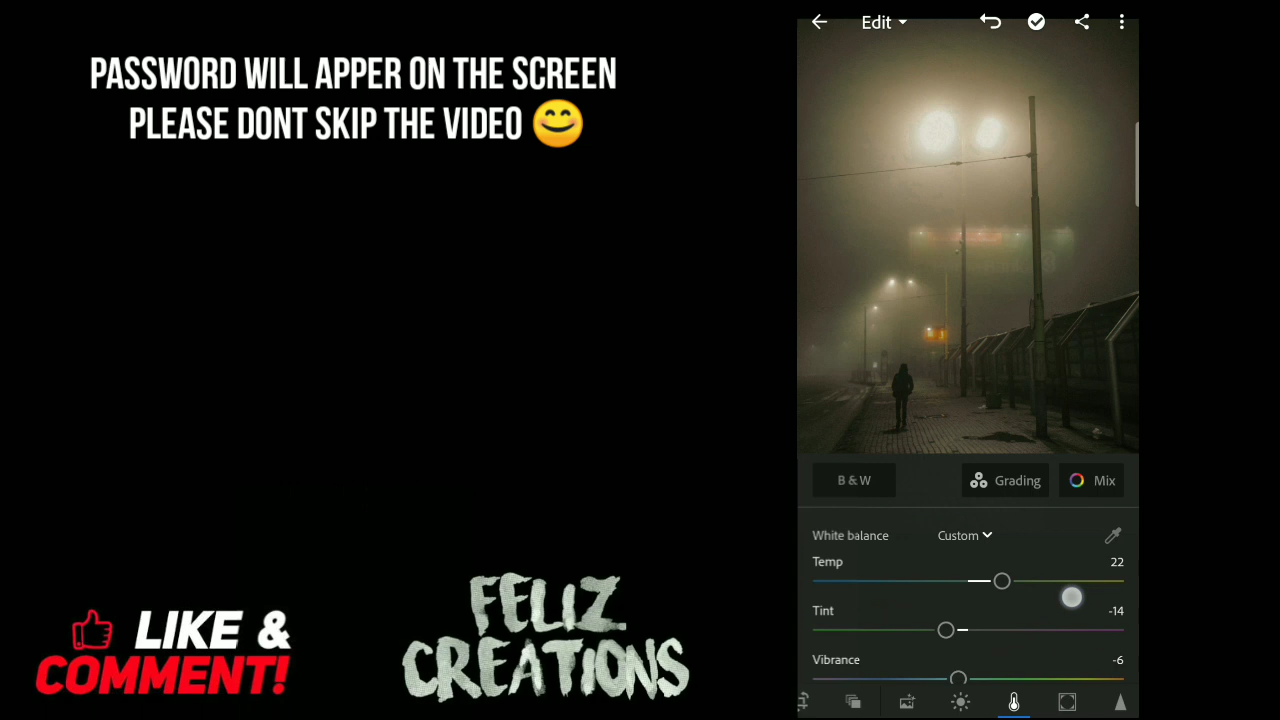 PASSWORD WILL APPER ON THE SCREEN
PLEASE DONT SKIP THE VIDEO 😊
LIKE &
COMMENT!
FELIZ
CREATIONS
Edit
B & W
Grading
Mix
White balance
Custom
Temp
22
Tint
-14
Vibrance
-6